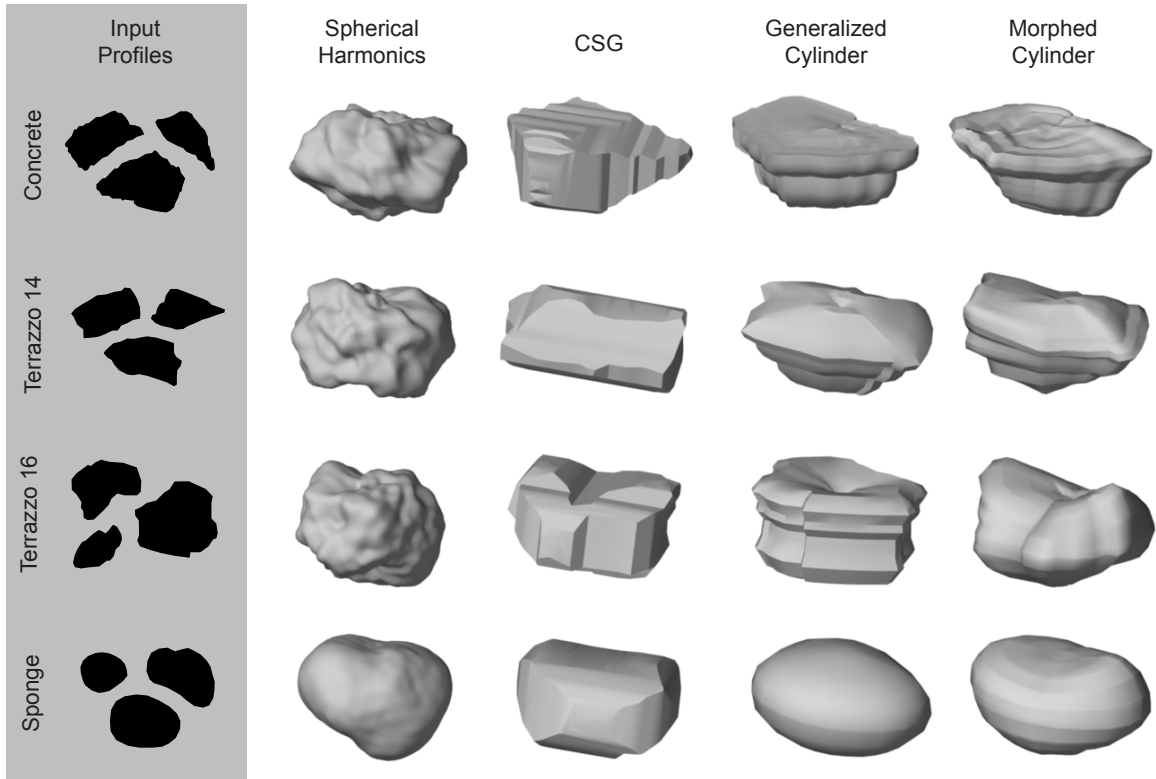 Input
Profiles
Spherical
Harmonics
CSG
Generalized
Cylinder
Morphed
Cylinder
Concrete
Terrazzo 14
Terrazzo 16
Sponge